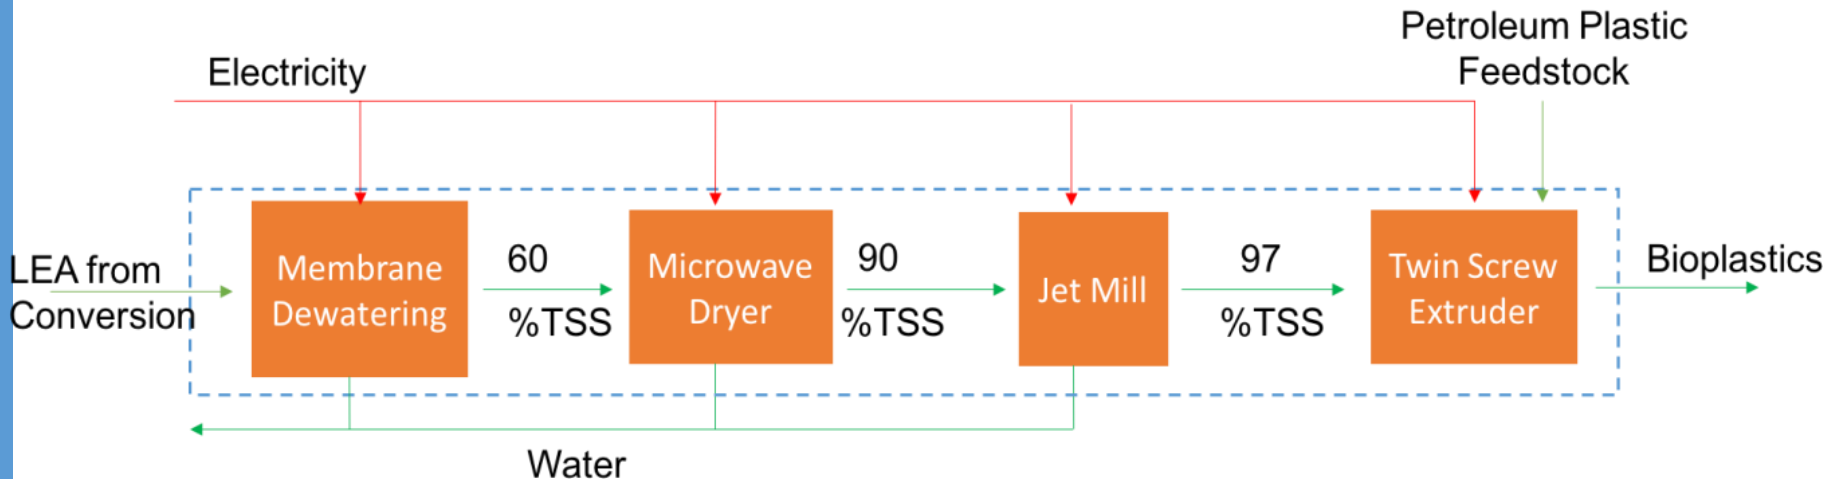 Petroleum Plastic
Feedstock
Electricity
LEA from
Conversion
Membrane
Dewatering
60
%TSS
Microwave
Dryer
90
%TSS
Jet Mill
97
%TSS
Twin Screw
Extruder
Bioplastics
Water